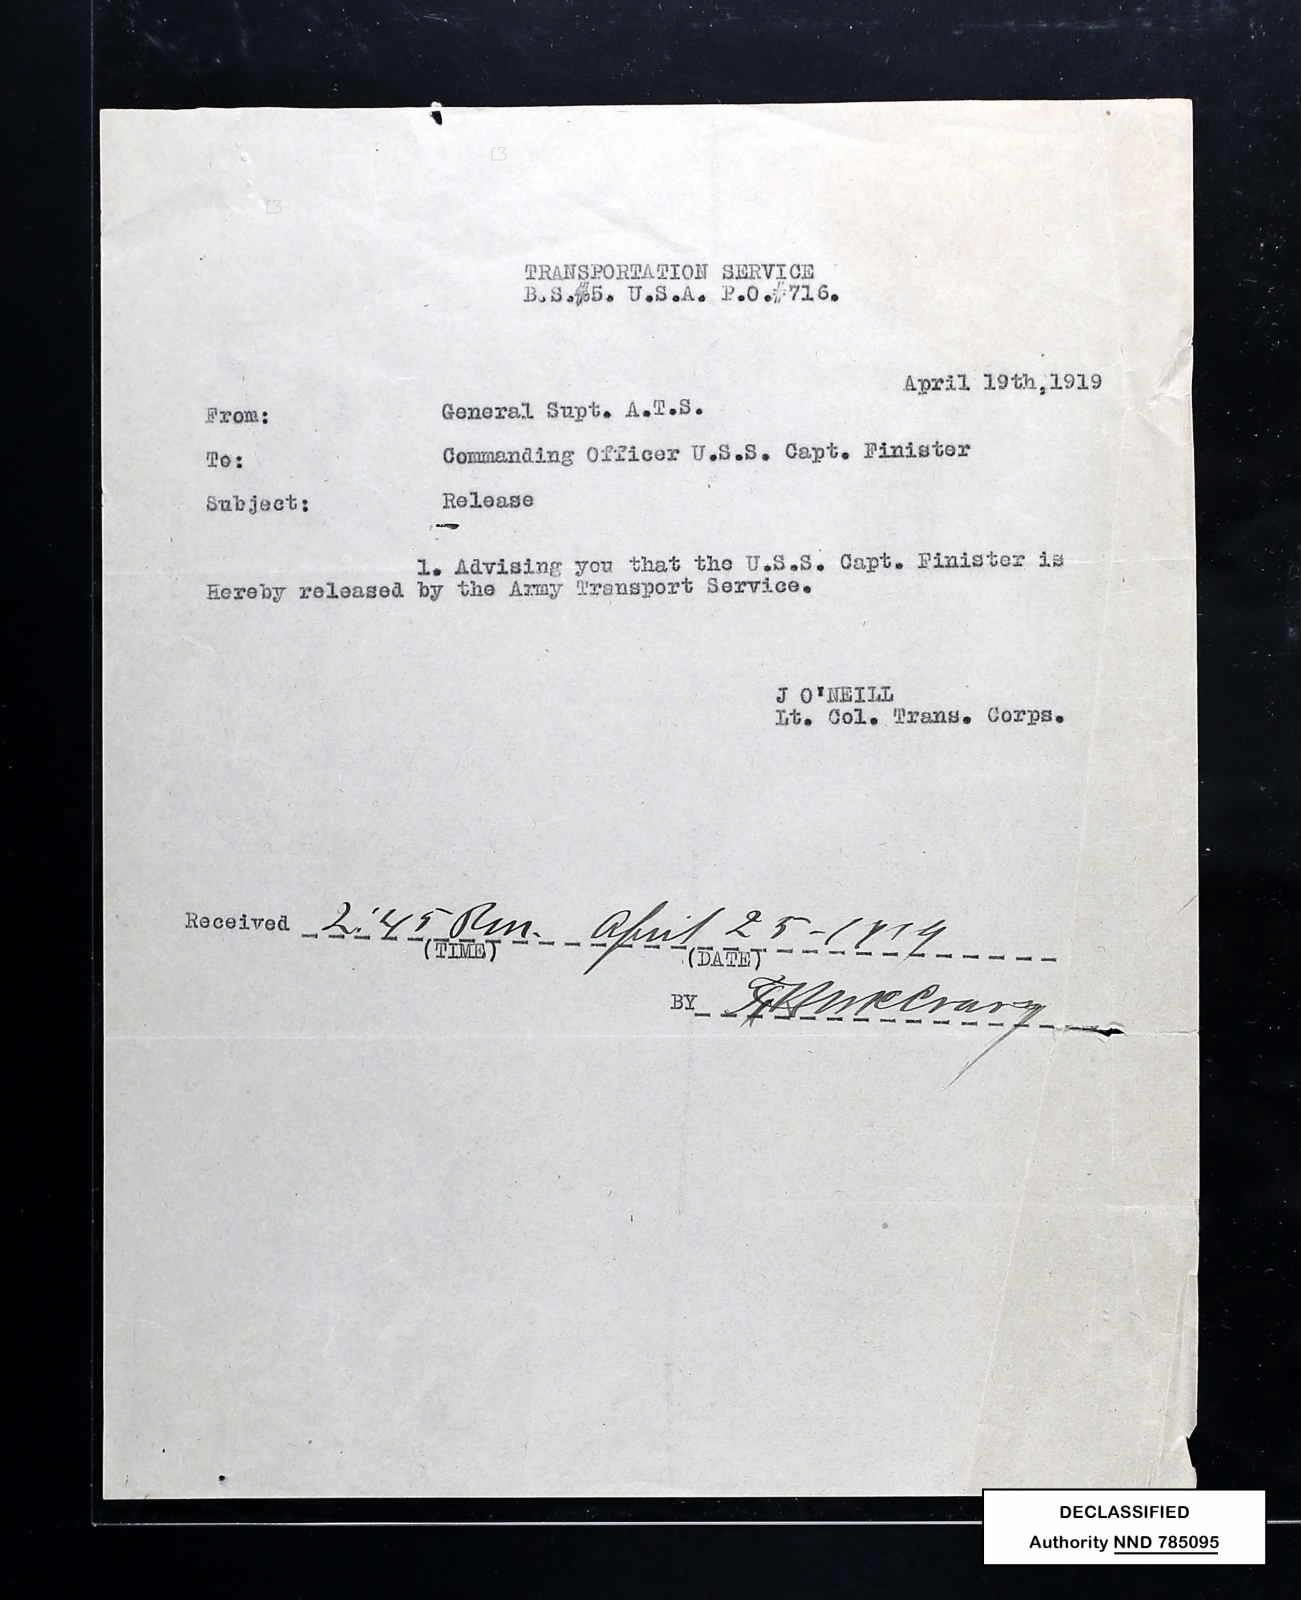 TRANSPORTATION SERVICE
B.S.#5. U.S.A. P.O.#716.
April 19th,1919
From: General Supt. A.T.S.
To: Commanding Officer U.S.S. Capt. Finister
Subject: Release
1. Advising you that the U.S.S. Capt. Finister is
Hereby released by the Army Transport Service.
J O'NEILL
Lt. Col. Trans. Corps.
Received 2:45 P.m. April 25-1919
(TIME) (DATE)
BY McCrary
DECLASSIFIED
Authority NND 785095